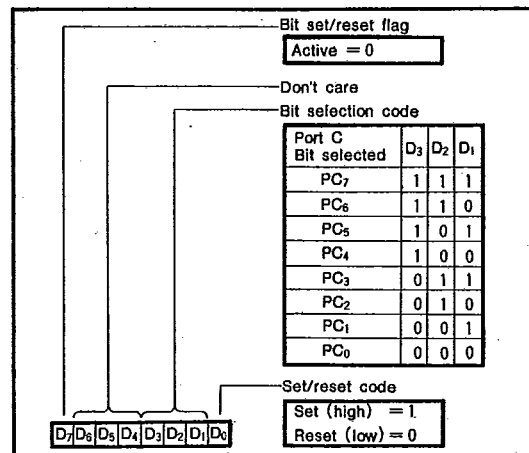 Bit set/reset flag
Active = 0
Don't care
Bit selection code
Port C Bit selected D₃ D₂ D₁
PC₇ 1 1 1
PC₆ 1 1 0
PC₅ 1 0 1
PC₄ 1 0 0
PC₃ 0 1 1
PC₂ 0 1 0
PC₁ 0 0 1
PC₀ 0 0 0
Set/reset code
Set (high) = 1.
Reset (low) = 0
D₇ D₆ D₅ D₄ D₃ D₂ D₁ D₀